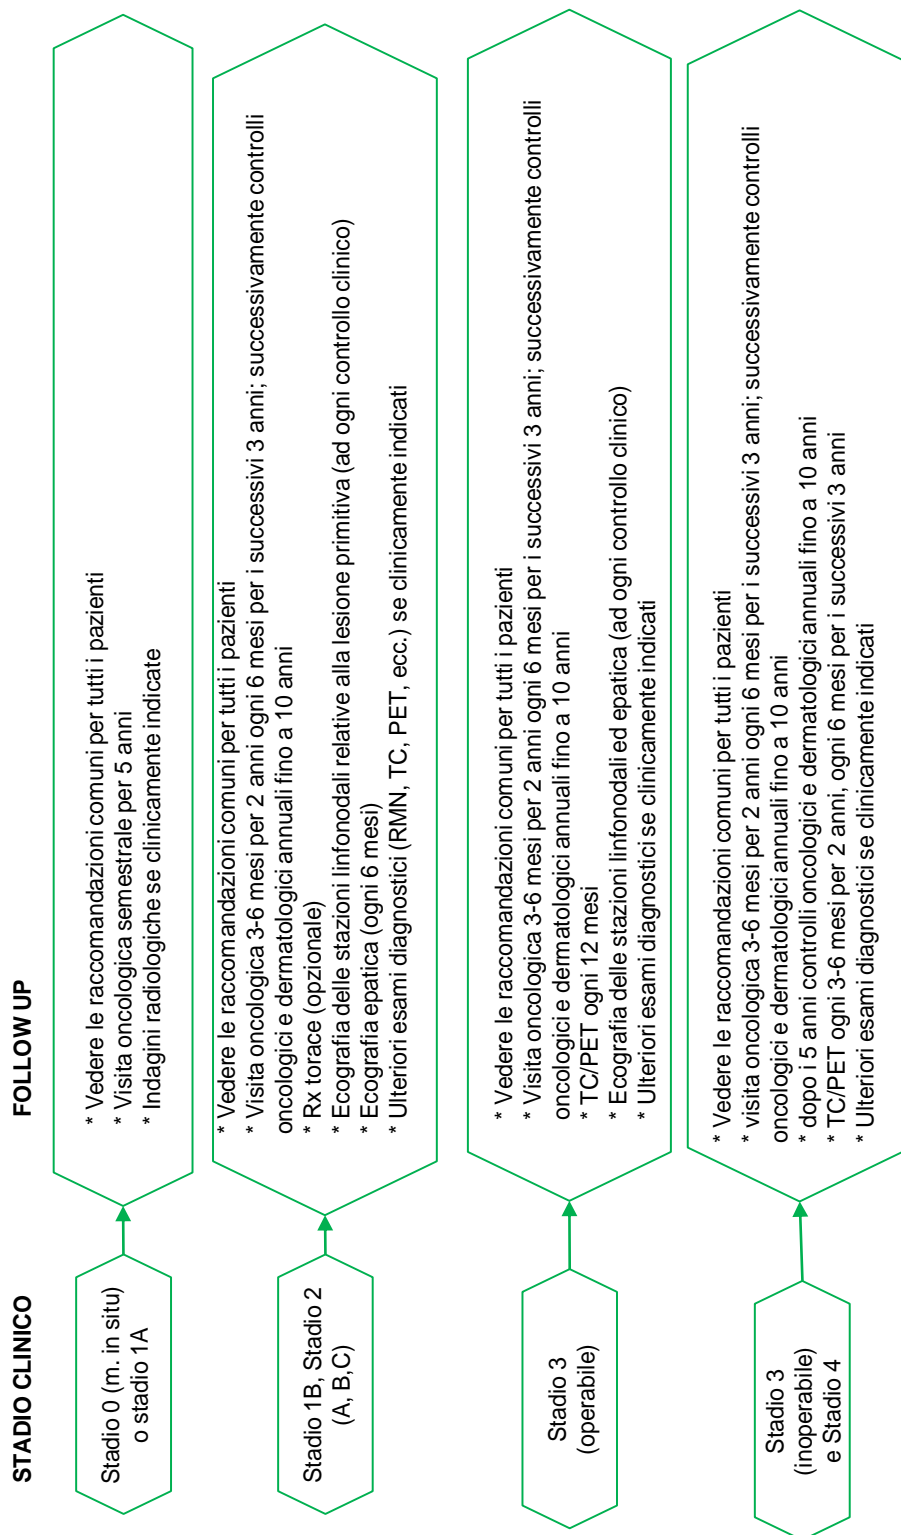 STADIO CLINICO
FOLLOW UP
Stadio 0 (m. in situ)
o stadio 1A
* Vedere le raccomandazioni comuni per tutti i pazienti
* Visita oncologica semestrale per 5 anni
* Indagini radiologiche se clinicamente indicate
Stadio 1B, Stadio 2
(A, B,C)
* Vedere le raccomandazioni comuni per tutti i pazienti
* Visita oncologica 3-6 mesi per 2 anni ogni 6 mesi per i successivi 3 anni; successivamente controlli
oncologici e dermatologici annuali fino a 10 anni
* Rx torace (opzionale)
* Ecografia delle stazioni linfonodali relative alla lesione primitiva (ad ogni controllo clinico)
* Ecografia epatica (ogni 6 mesi)
* Ulteriori esami diagnostici (RMN, TC, PET, ecc.) se clinicamente indicati
Stadio 3
(operabile)
* Vedere le raccomandazioni comuni per tutti i pazienti
* Visita oncologica 3-6 mesi per 2 anni ogni 6 mesi per i successivi 3 anni; successivamente controlli
oncologici e dermatologici annuali fino a 10 anni
* TC/PET ogni 12 mesi
* Ecografia delle stazioni linfonodali ed epatica (ad ogni controllo clinico)
* Ulteriori esami diagnostici se clinicamente indicati
Stadio 3
(inoperabile)
e Stadio 4
* Vedere le raccomandazioni comuni per tutti i pazienti
* visita oncologica 3-6 mesi per 2 anni ogni 6 mesi per i successivi 3 anni; successivamente controlli
oncologici e dermatologici annuali fino a 10 anni
* dopo i 5 anni controlli oncologici e dermatologici annuali fino a 10 anni
* TC/PET ogni 3-6 mesi per 2 anni, ogni 6 mesi per i successivi 3 anni
* Ulteriori esami diagnostici se clinicamente indicati